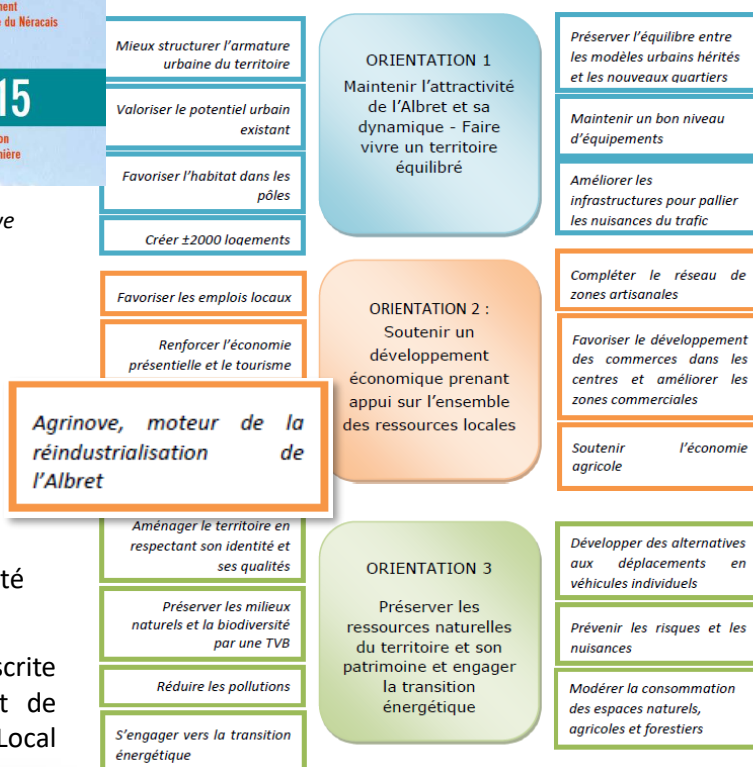 ment
e du Néracais
15
on
nière
ve
té
scrite
t de
Local
Mieux structurer l'armature
urbaine du territoire
Valoriser le potentiel urbain
existant
Favoriser l'habitat dans les
pôles
Créer ±2000 logements
ORIENTATION 1
Maintenir l'attractivité
de l'Albret et sa
dynamique - Faire
vivre un territoire
équilibré
Préserver l'équilibre entre
les modèles urbains hérités
et les nouveaux quartiers
Maintenir un bon niveau
d'équipements
Améliorer les
infrastructures pour pallier
les nuisances du trafic
Favoriser les emplois locaux
Renforcer l'économie
présentielle et le tourisme
Agrinove, moteur de la
réindustrialisation de
l'Albret
ORIENTATION 2 :
Soutenir un
développement
économique prenant
appui sur l'ensemble
des ressources locales
Compléter le réseau de
zones artisanales
Favoriser le développement
des commerces dans les
centres et améliorer les
zones commerciales
Soutenir l'économie
agricole
Aménager le territoire en
respectant son identité et
ses qualités
Préserver les milieux
naturels et la biodiversité
par une TVB
Réduire les pollutions
S'engager vers la transition
énergétique
ORIENTATION 3
Préserver les
ressources naturelles
du territoire et son
patrimoine et engager
la transition
énergétique
Développer des alternatives
aux déplacements en
véhicules individuels
Prévenir les risques et les
nuisances
Modérer la consommation
des espaces naturels,
agricoles et forestiers